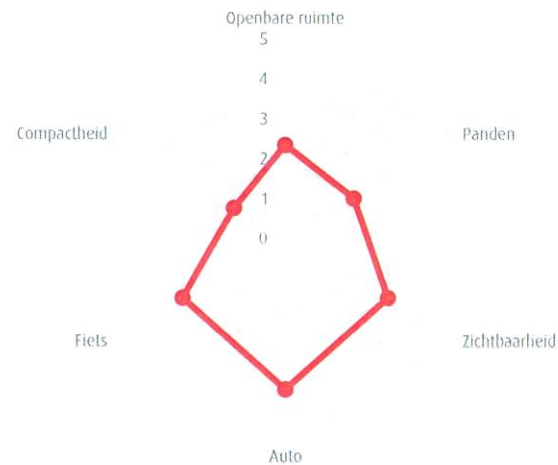 Openbare ruimte
5
4
3
2
1
0
Compactheid
Panden
Fiets
Zichtbaarheid
Auto